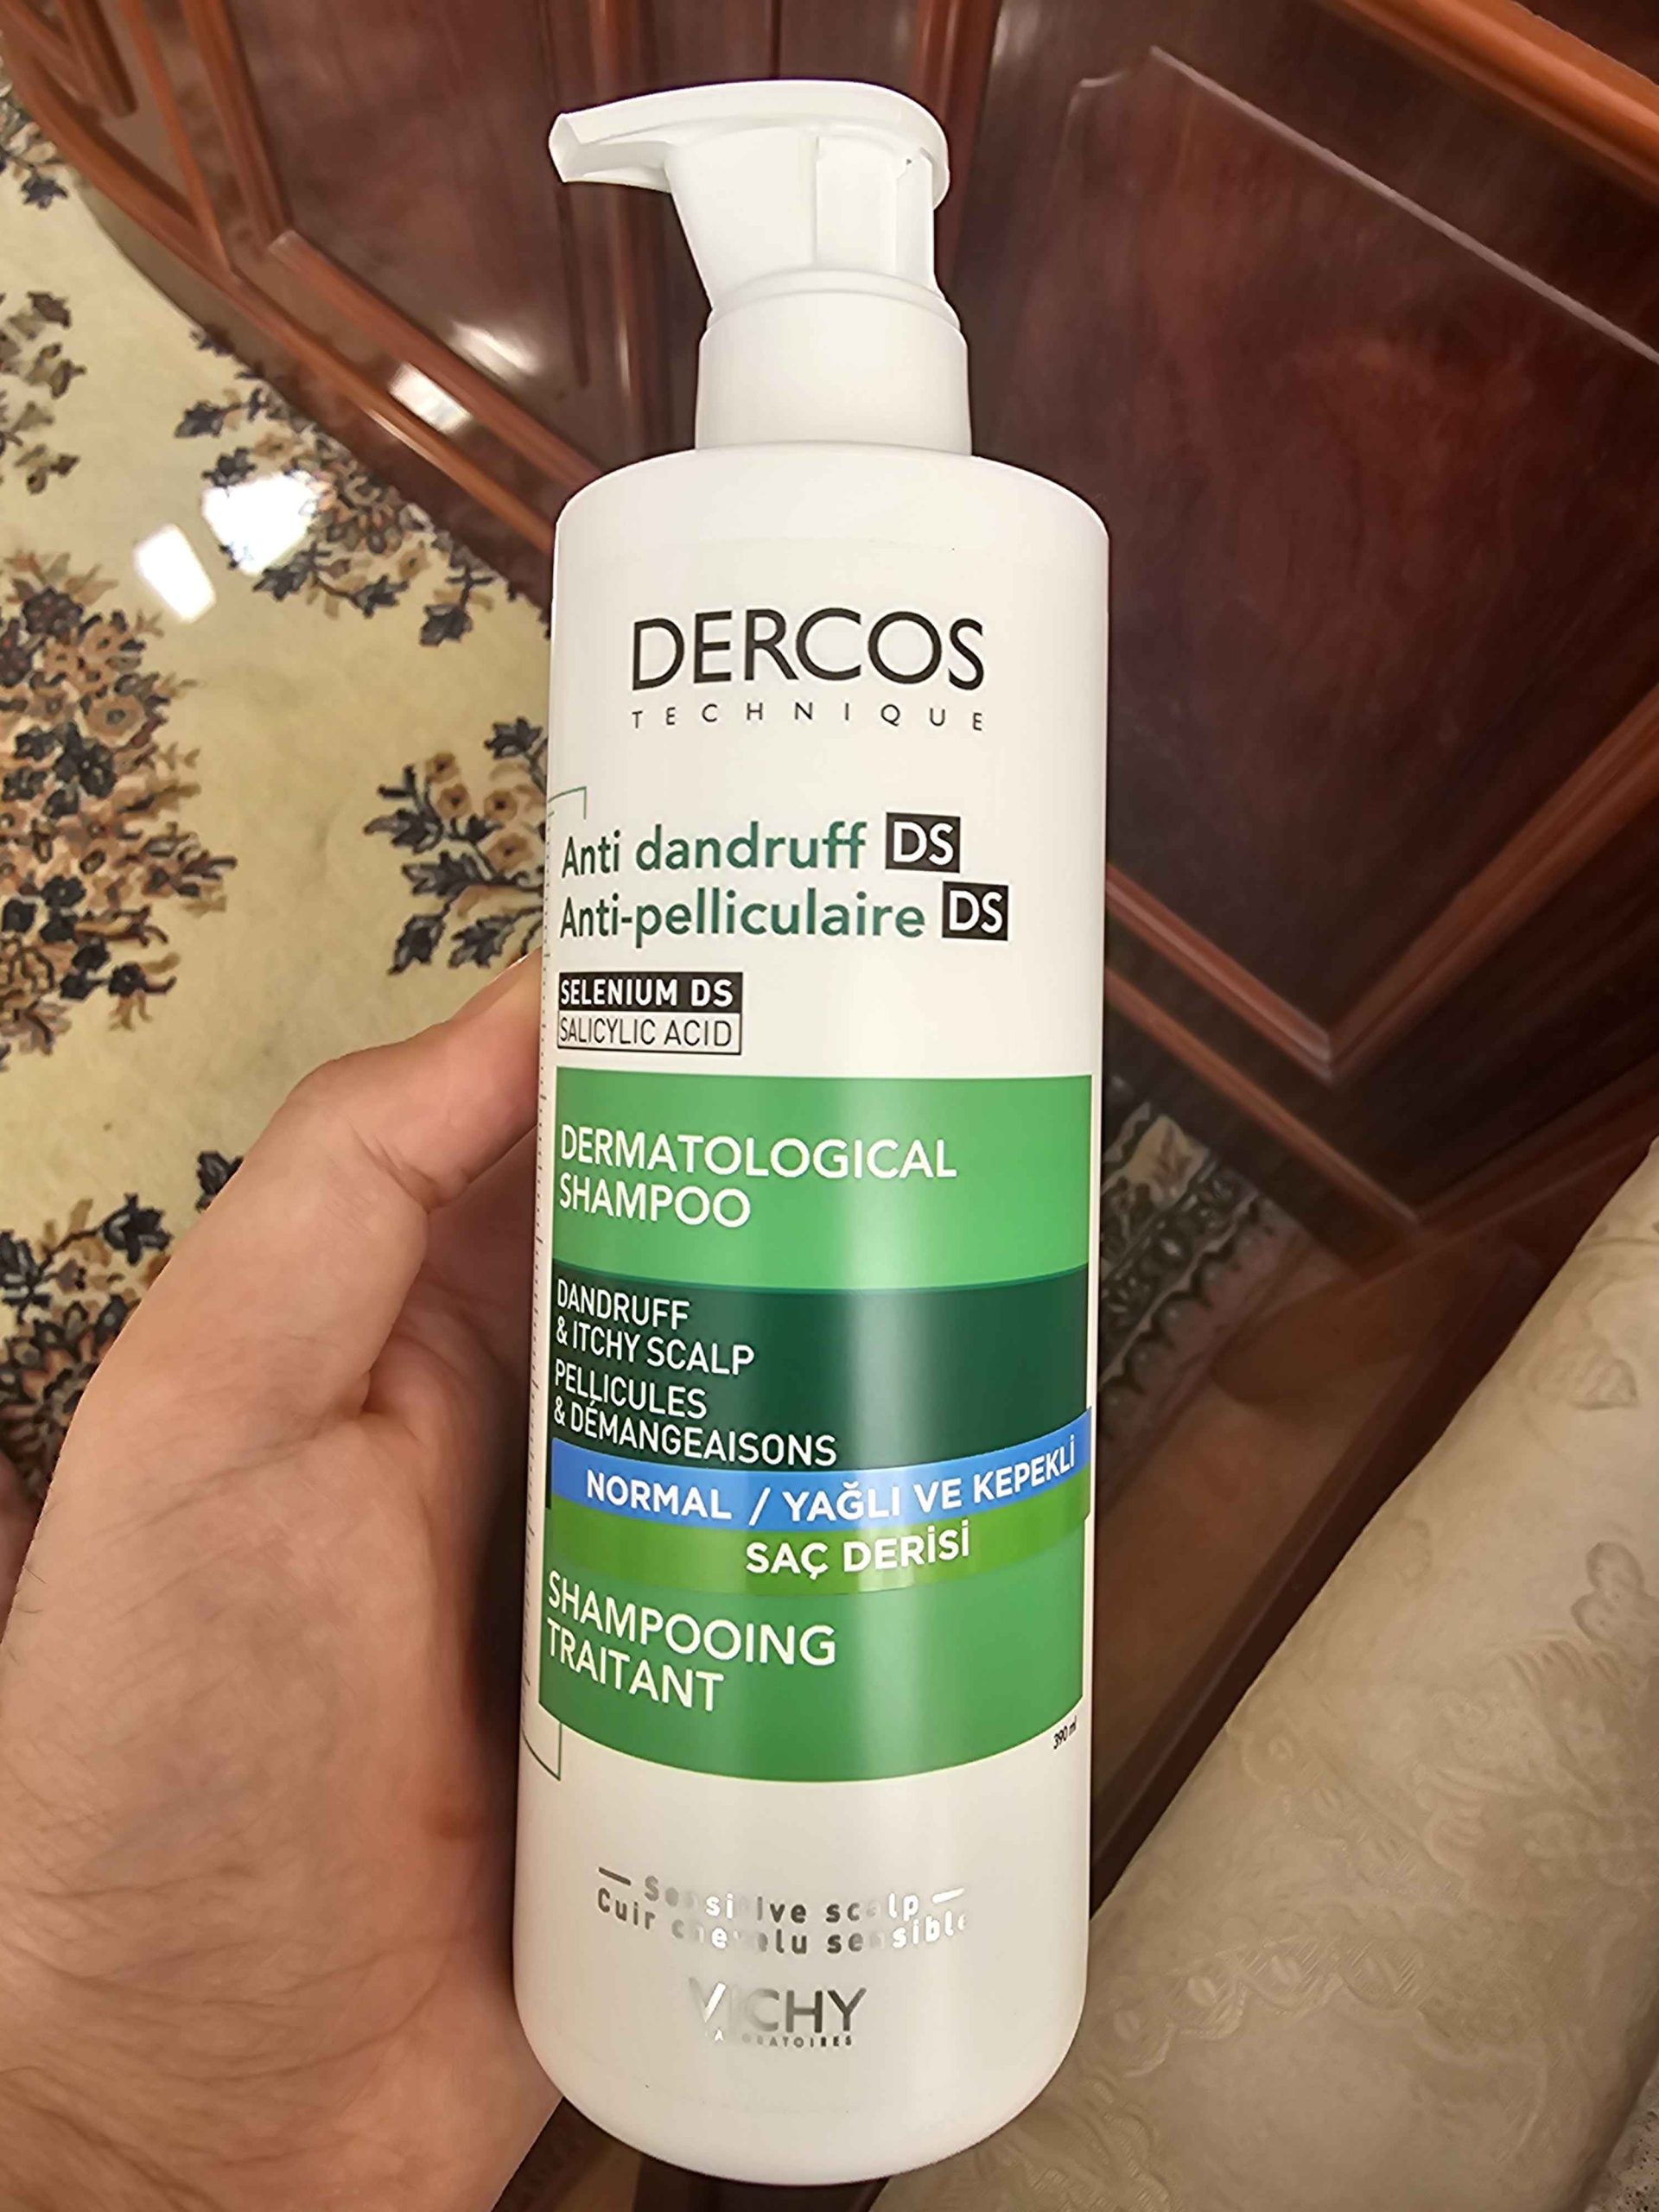 DERCOS
TECHNIQUE
Anti dandruff DS
Anti-pelliculaire DS
SELENIUM DS
SALICYLIC ACID
DERMATOLOGICAL
SHAMPOO
DANDRUFF
& ITCHY SCALP
PELLICULES
& DÉMANGEAISONS
NORMAL / YAĞLI VE KEPEKLİ
SAÇ DERİSİ
SHAMPOOING
TRAITANT
390 ml
Sensitive scalp
Cuir chevelu sensible
VICHY
LABORATOIRES